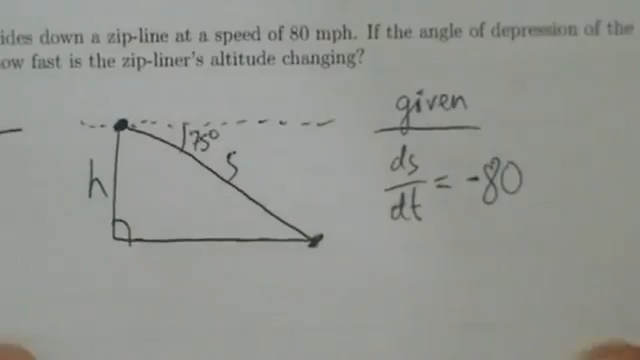 ides down a zip-line at a speed of 80 mph. If the angle of depression of the
ow fast is the zip-liner's altitude changing?
given
75°
h
s
ds/dt = -80